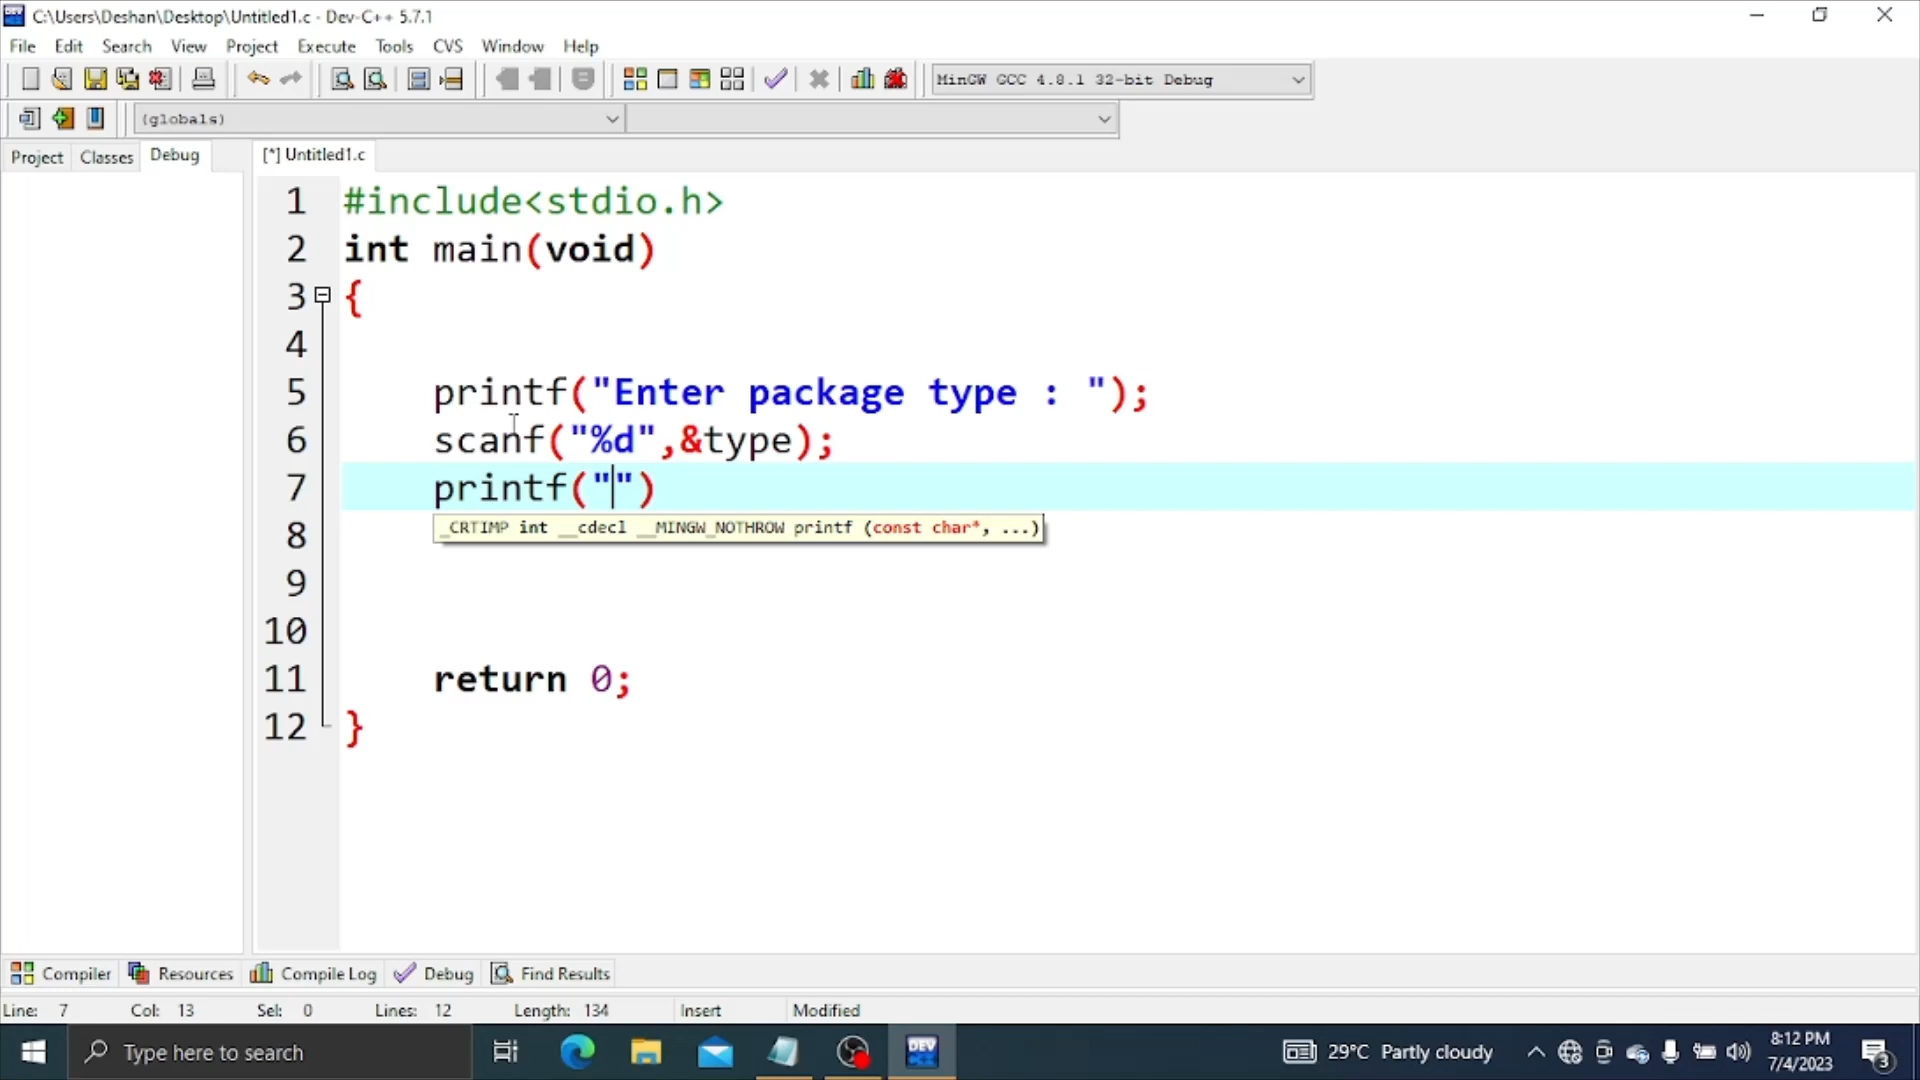 C:\Users\Deshan\Desktop\Untitled1.c - Dev-C++ 5.7.1
File Edit Search View Project Execute Tools CVS Window Help
MinGW GCC 4.8.1 32-bit Debug
(globals)
Project Classes Debug [*] Untitled1.c
1 #include<stdio.h>
2 int main(void)
3 {
4
5 printf("Enter package type : ");
6 scanf("%d",&type);
7 printf("")
_CRTIMP int __cdecl __MINGW_NOTHROW printf (const char*, ...)
8
9
10
11 return 0;
12 }
Compiler Resources Compile Log Debug Find Results
Line: 7 Col: 13 Sel: 0 Lines: 12 Length: 134 Insert Modified
Type here to search DEV C++ 29°C Partly cloudy 8:12 PM
7/4/2023 3